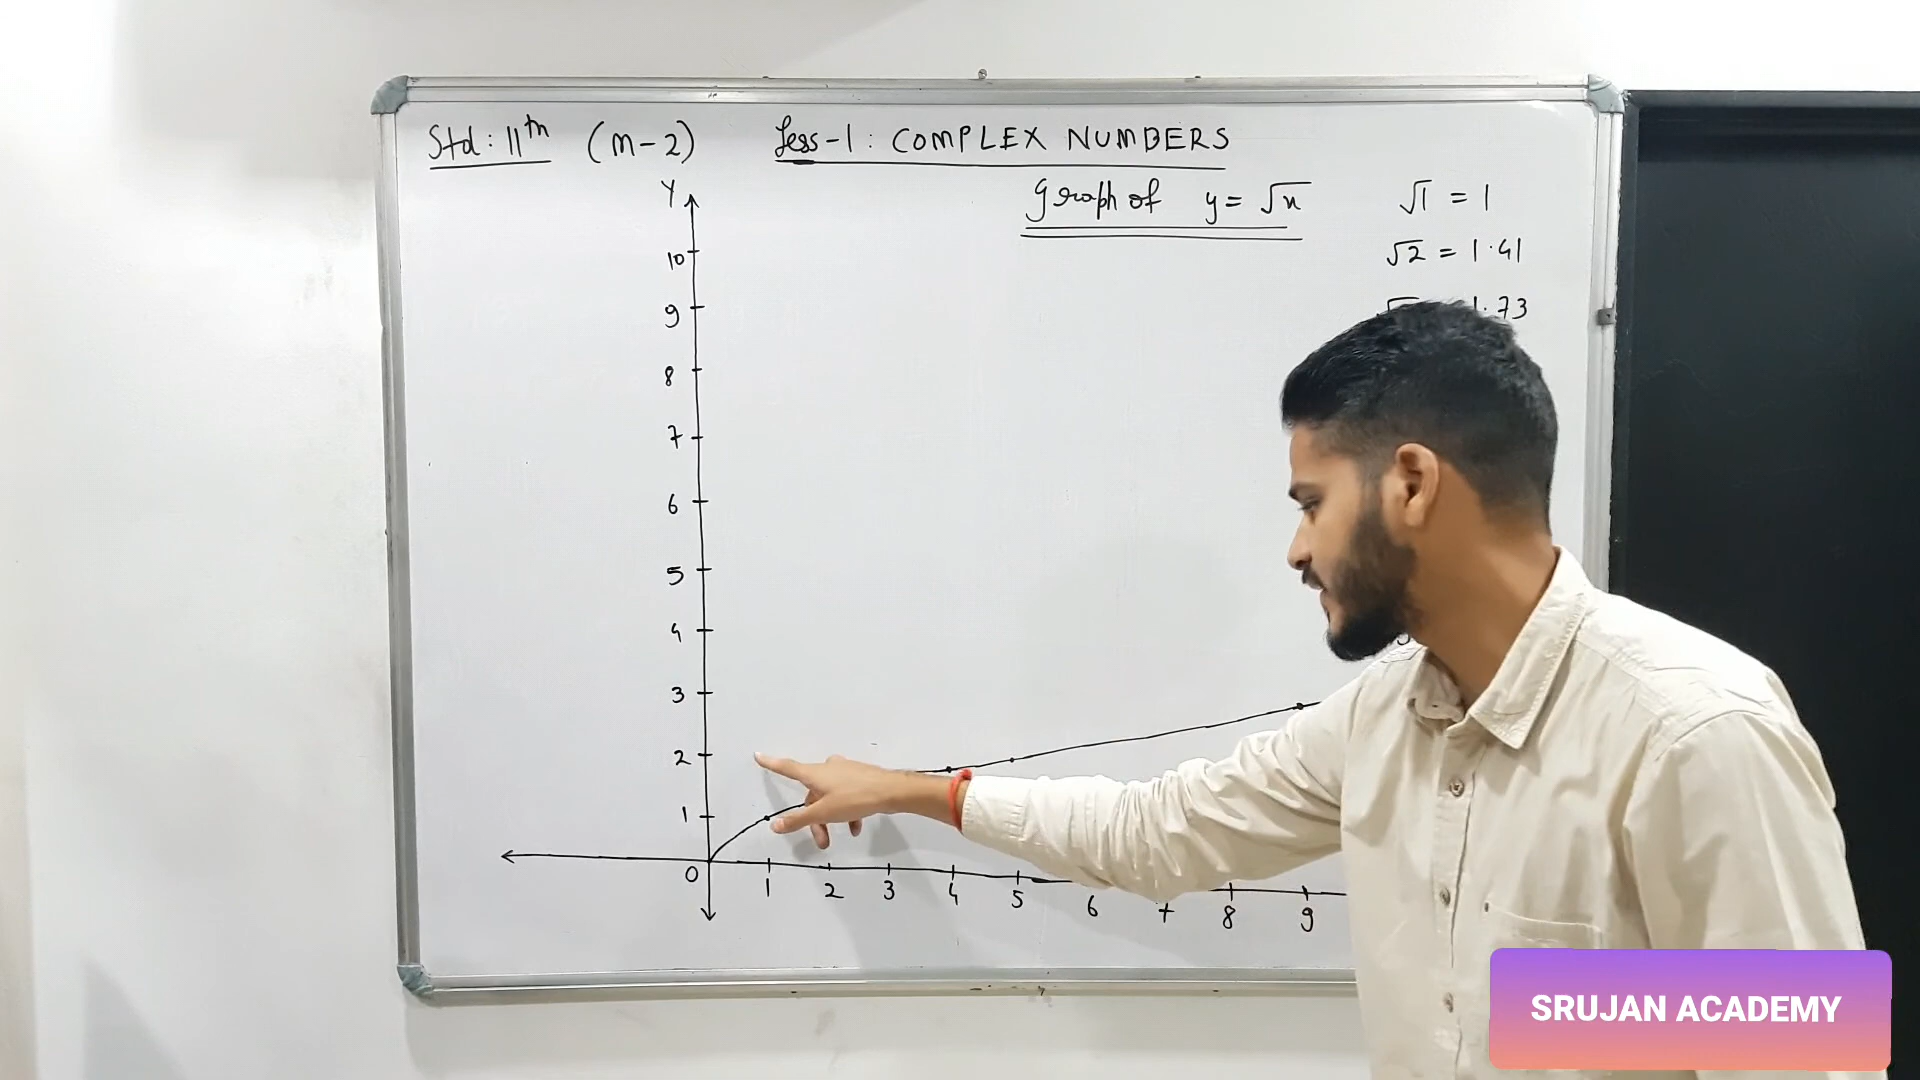 Std: 11th (M-2) Less-1: COMPLEX NUMBERS
Graph of y = √x
√1 = 1
√2 = 1.41
1.73
Y
10
9
8
7
6
5
4
3
2
1
0 1 2 3 4 5 6 7 8 9
SRUJAN ACADEMY